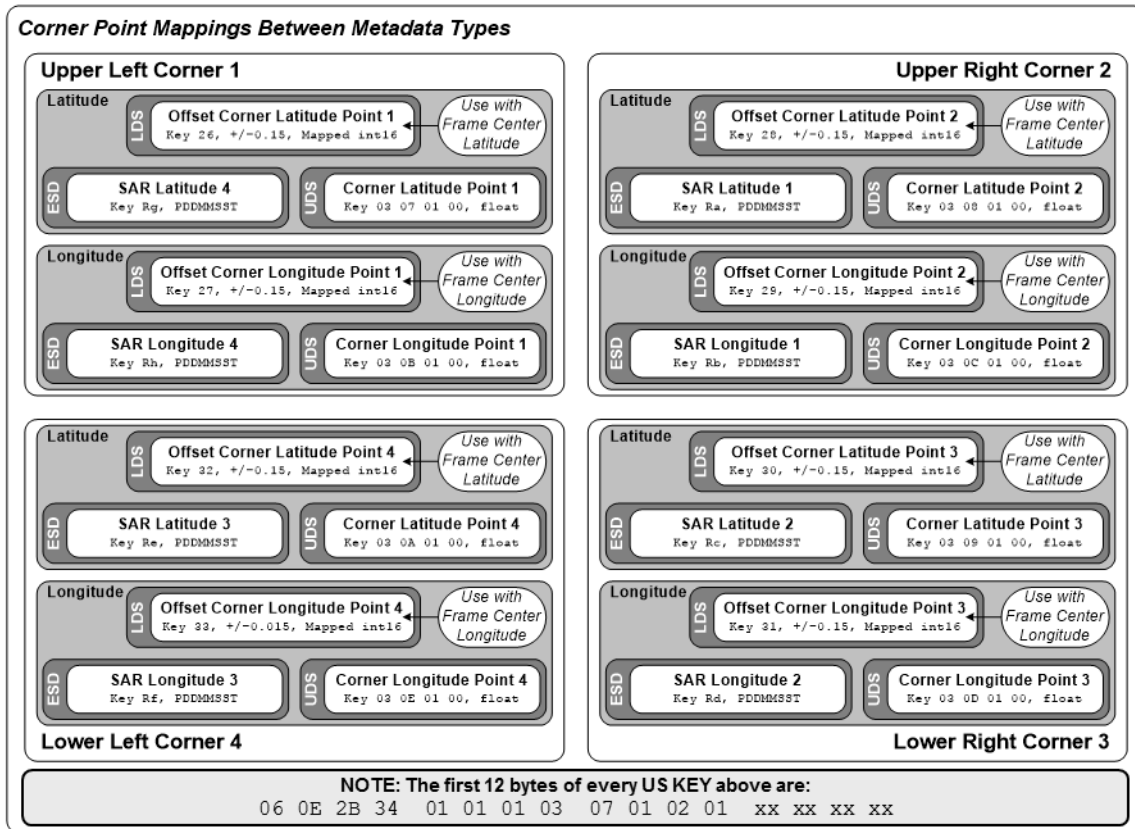 Corner Point Mappings Between Metadata Types
Upper Left Corner 1
Latitude
LDS
Offset Corner Latitude Point 1
Key 26, +/-0.15, Mapped int16
Use with
Frame Center
Latitude
ESD
SAR Latitude 4
Key Rg, PDDMMSST
UDS
Corner Latitude Point 1
Key 03 07 01 00, float
Longitude
LDS
Offset Corner Longitude Point 1
Key 27, +/-0.15, Mapped int16
Use with
Frame Center
Longitude
ESD
SAR Longitude 4
Key Rh, PDDMMSST
UDS
Corner Longitude Point 1
Key 03 0B 01 00, float
Upper Right Corner 2
Latitude
LDS
Offset Corner Latitude Point 2
Key 28, +/-0.15, Mapped int16
Use with
Frame Center
Latitude
ESD
SAR Latitude 1
Key Ra, PDDMMSST
UDS
Corner Latitude Point 2
Key 03 08 01 00, float
Longitude
LDS
Offset Corner Longitude Point 2
Key 29, +/-0.15, Mapped int16
Use with
Frame Center
Longitude
ESD
SAR Longitude 1
Key Rb, PDDMMSST
UDS
Corner Longitude Point 2
Key 03 0C 01 00, float
Latitude
LDS
Offset Corner Latitude Point 4
Key 32, +/-0.15, Mapped int16
Use with
Frame Center
Latitude
ESD
SAR Latitude 3
Key Re, PDDMMSST
UDS
Corner Latitude Point 4
Key 03 0A 01 00, float
Longitude
LDS
Offset Corner Longitude Point 4
Key 33, +/-0.015, Mapped int16
Use with
Frame Center
Longitude
ESD
SAR Longitude 3
Key Rf, PDDMMSST
UDS
Corner Longitude Point 4
Key 03 0E 01 00, float
Lower Left Corner 4
Latitude
LDS
Offset Corner Latitude Point 3
Key 30, +/-0.15, Mapped int16
Use with
Frame Center
Latitude
ESD
SAR Latitude 2
Key Rc, PDDMMSST
UDS
Corner Latitude Point 3
Key 03 09 01 00, float
Longitude
LDS
Offset Corner Longitude Point 3
Key 31, +/-0.15, Mapped int16
Use with
Frame Center
Longitude
ESD
SAR Longitude 2
Key Rd, PDDMMSST
UDS
Corner Longitude Point 3
Key 03 0D 01 00, float
Lower Right Corner 3
NOTE: The first 12 bytes of every US KEY above are:
06 0E 2B 34 01 01 01 03 07 01 02 01 xx xx xx xx